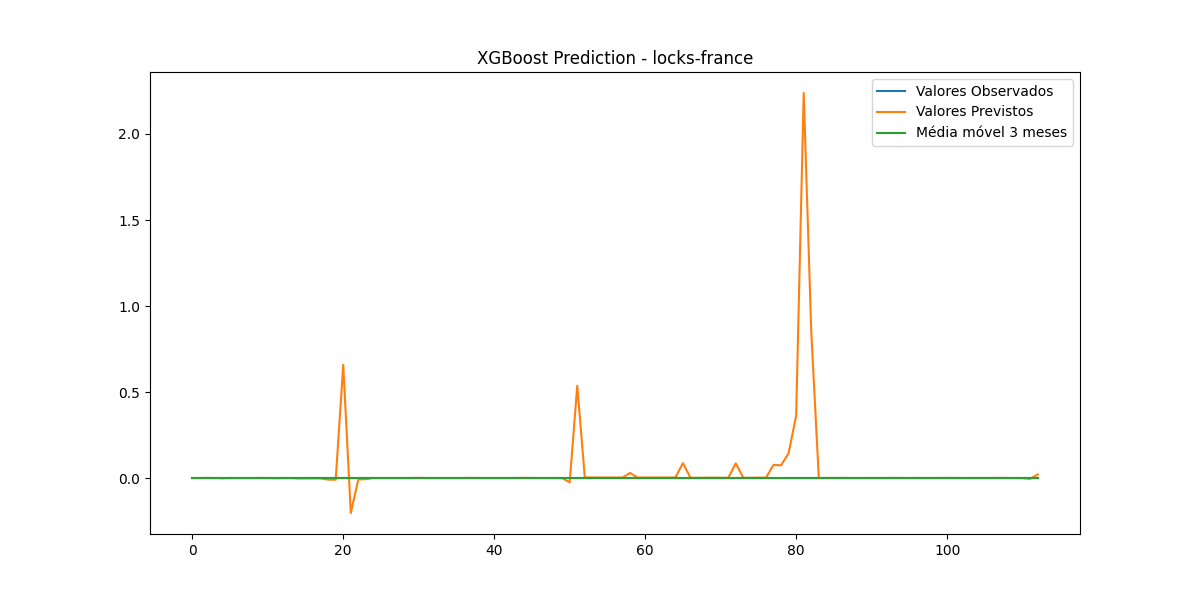 XGBoost Prediction - locks-france
Valores Observados
Valores Previstos
Média móvel 3 meses
2.0
1.5
1.0
0.5
0.0
0 20 40 60 80 100